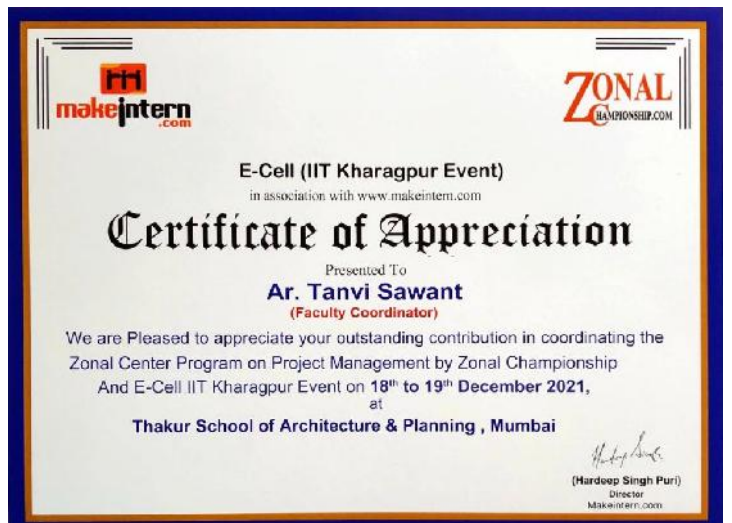 makeintern
.com
ZONAL
CHAMPIONSHIP.COM
E-Cell (IIT Kharagpur Event)
in association with www.makeintern.com
Certificate of Appreciation
Presented To
Ar. Tanvi Sawant
(Faculty Coordinator)
We are Pleased to appreciate your outstanding contribution in coordinating the
Zonal Center Program on Project Management by Zonal Championship
And E-Cell IIT Kharagpur Event on 18th to 19th December 2021,
at
Thakur School of Architecture & Planning , Mumbai
(Hardeep Singh Puri)
Director
Makeintern.com